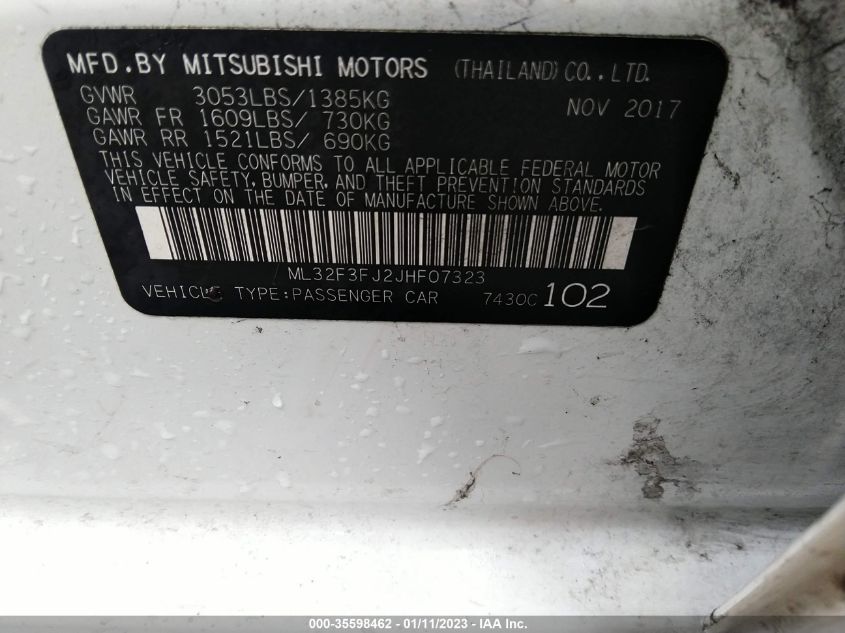 MFD.BY MITSUBISHI MOTORS (THAILAND) CO.,LTD.
GVWR 3053LBS/1385KG NOV 2017
GAWR FR 1609LBS/ 730KG
GAWR RR 1521LBS/ 690KG
THIS VEHICLE CONFORMS TO ALL APPLICABLE FEDERAL MOTOR
VEHICLE SAFETY, BUMPER, AND THEFT PREVENTION STANDARDS
IN EFFECT ON THE DATE OF MANUFACTURE SHOWN ABOVE.
ML32F3FJ2JHF07323
VEHICLE TYPE:PASSENGER CAR 7430C 102
000-35598462 - 01/11/2023 - IAA Inc.